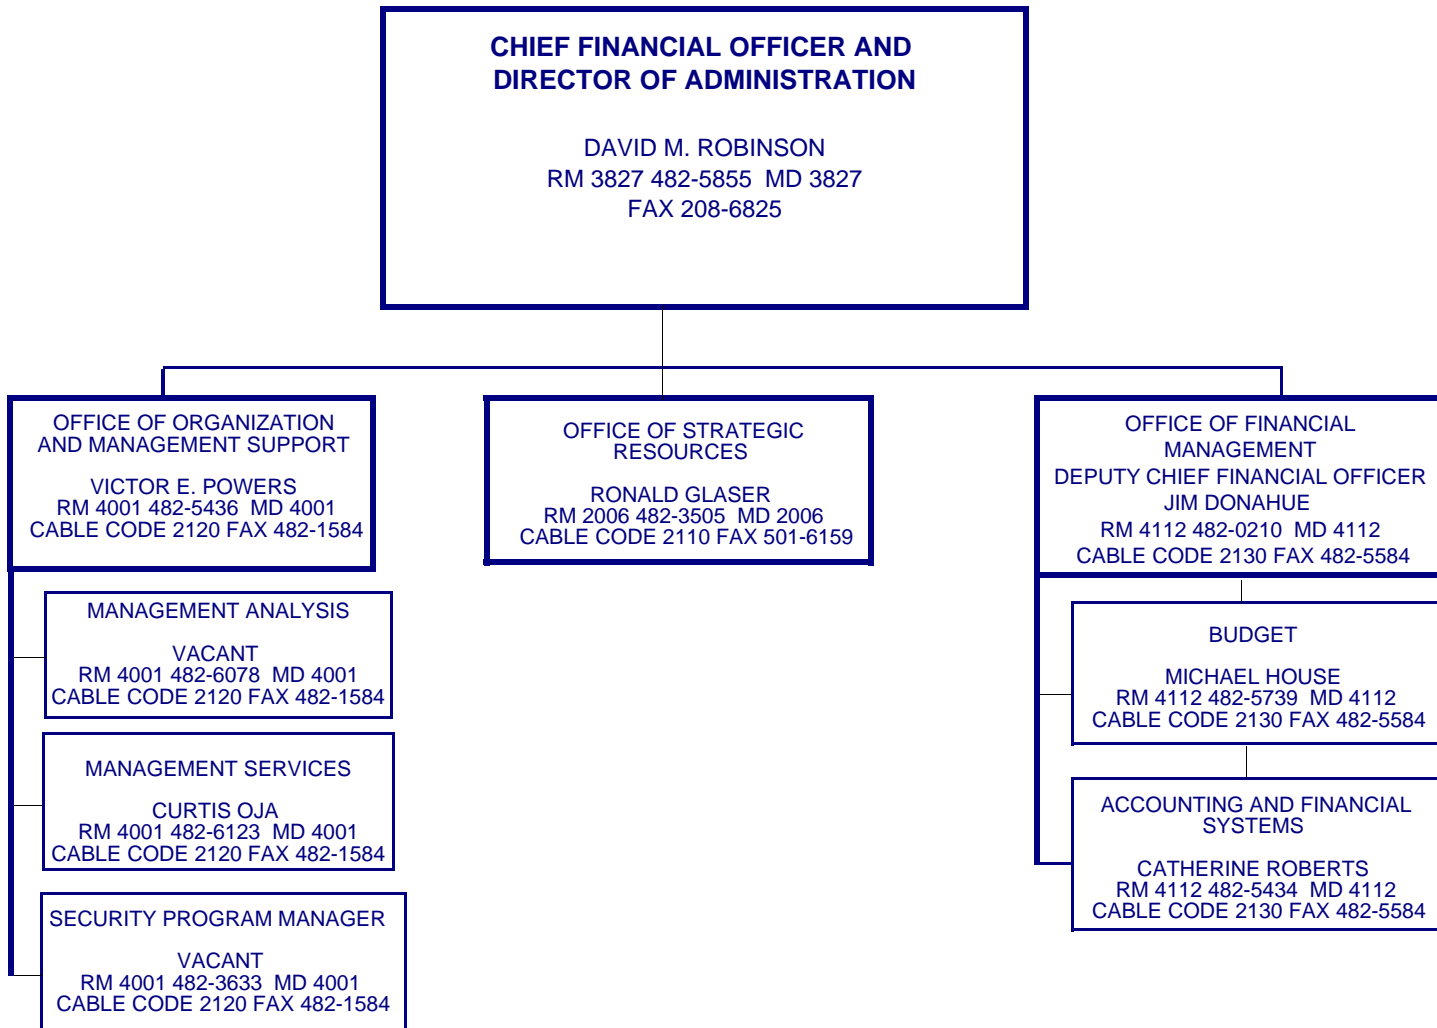 CHIEF FINANCIAL OFFICER AND
DIRECTOR OF ADMINISTRATION
DAVID M. ROBINSON
RM 3827 482-5855 MD 3827
FAX 208-6825
OFFICE OF ORGANIZATION
AND MANAGEMENT SUPPORT
VICTOR E. POWERS
RM 4001 482-5436 MD 4001
CABLE CODE 2120 FAX 482-1584
MANAGEMENT ANALYSIS
VACANT
RM 4001 482-6078 MD 4001
CABLE CODE 2120 FAX 482-1584
MANAGEMENT SERVICES
CURTIS OJA
RM 4001 482-6123 MD 4001
CABLE CODE 2120 FAX 482-1584
SECURITY PROGRAM MANAGER
VACANT
RM 4001 482-3633 MD 4001
CABLE CODE 2120 FAX 482-1584
OFFICE OF STRATEGIC
RESOURCES
RONALD GLASER
RM 2006 482-3505 MD 2006
CABLE CODE 2110 FAX 501-6159
OFFICE OF FINANCIAL
MANAGEMENT
DEPUTY CHIEF FINANCIAL OFFICER
JIM DONAHUE
RM 4112 482-0210 MD 4112
CABLE CODE 2130 FAX 482-5584
BUDGET
MICHAEL HOUSE
RM 4112 482-5739 MD 4112
CABLE CODE 2130 FAX 482-5584
ACCOUNTING AND FINANCIAL
SYSTEMS
CATHERINE ROBERTS
RM 4112 482-5434 MD 4112
CABLE CODE 2130 FAX 482-5584